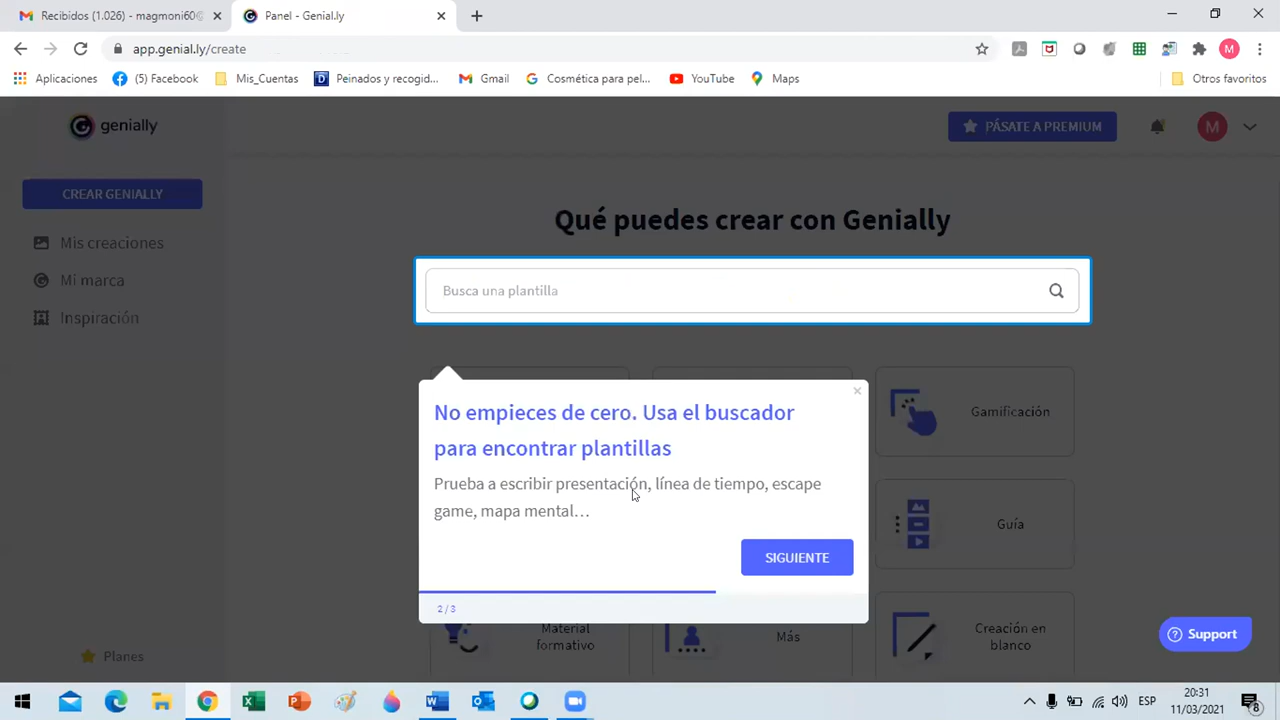 Recibidos (1.026) - magmoni60@
Panel - Genial.ly
app.genial.ly/create
Aplicaciones
(5) Facebook
Mis_Cuentas
Peinados y recogid...
Gmail
Cosmética para pel...
YouTube
Maps
Otros favoritos
M
genially
PÁSATE A PREMIUM
M
CREAR GENIALLY
Mis creaciones
Mi marca
Inspiración
Planes
Qué puedes crear con Genially
Busca una plantilla
No empieces de cero. Usa el buscador
para encontrar plantillas
Prueba a escribir presentación, línea de tiempo, escape
game, mapa mental...
SIGUIENTE
2 / 3
Gamificación
Guía
Material
formativo
Más
Creación en
blanco
Support
ESP
20:31
11/03/2021
8